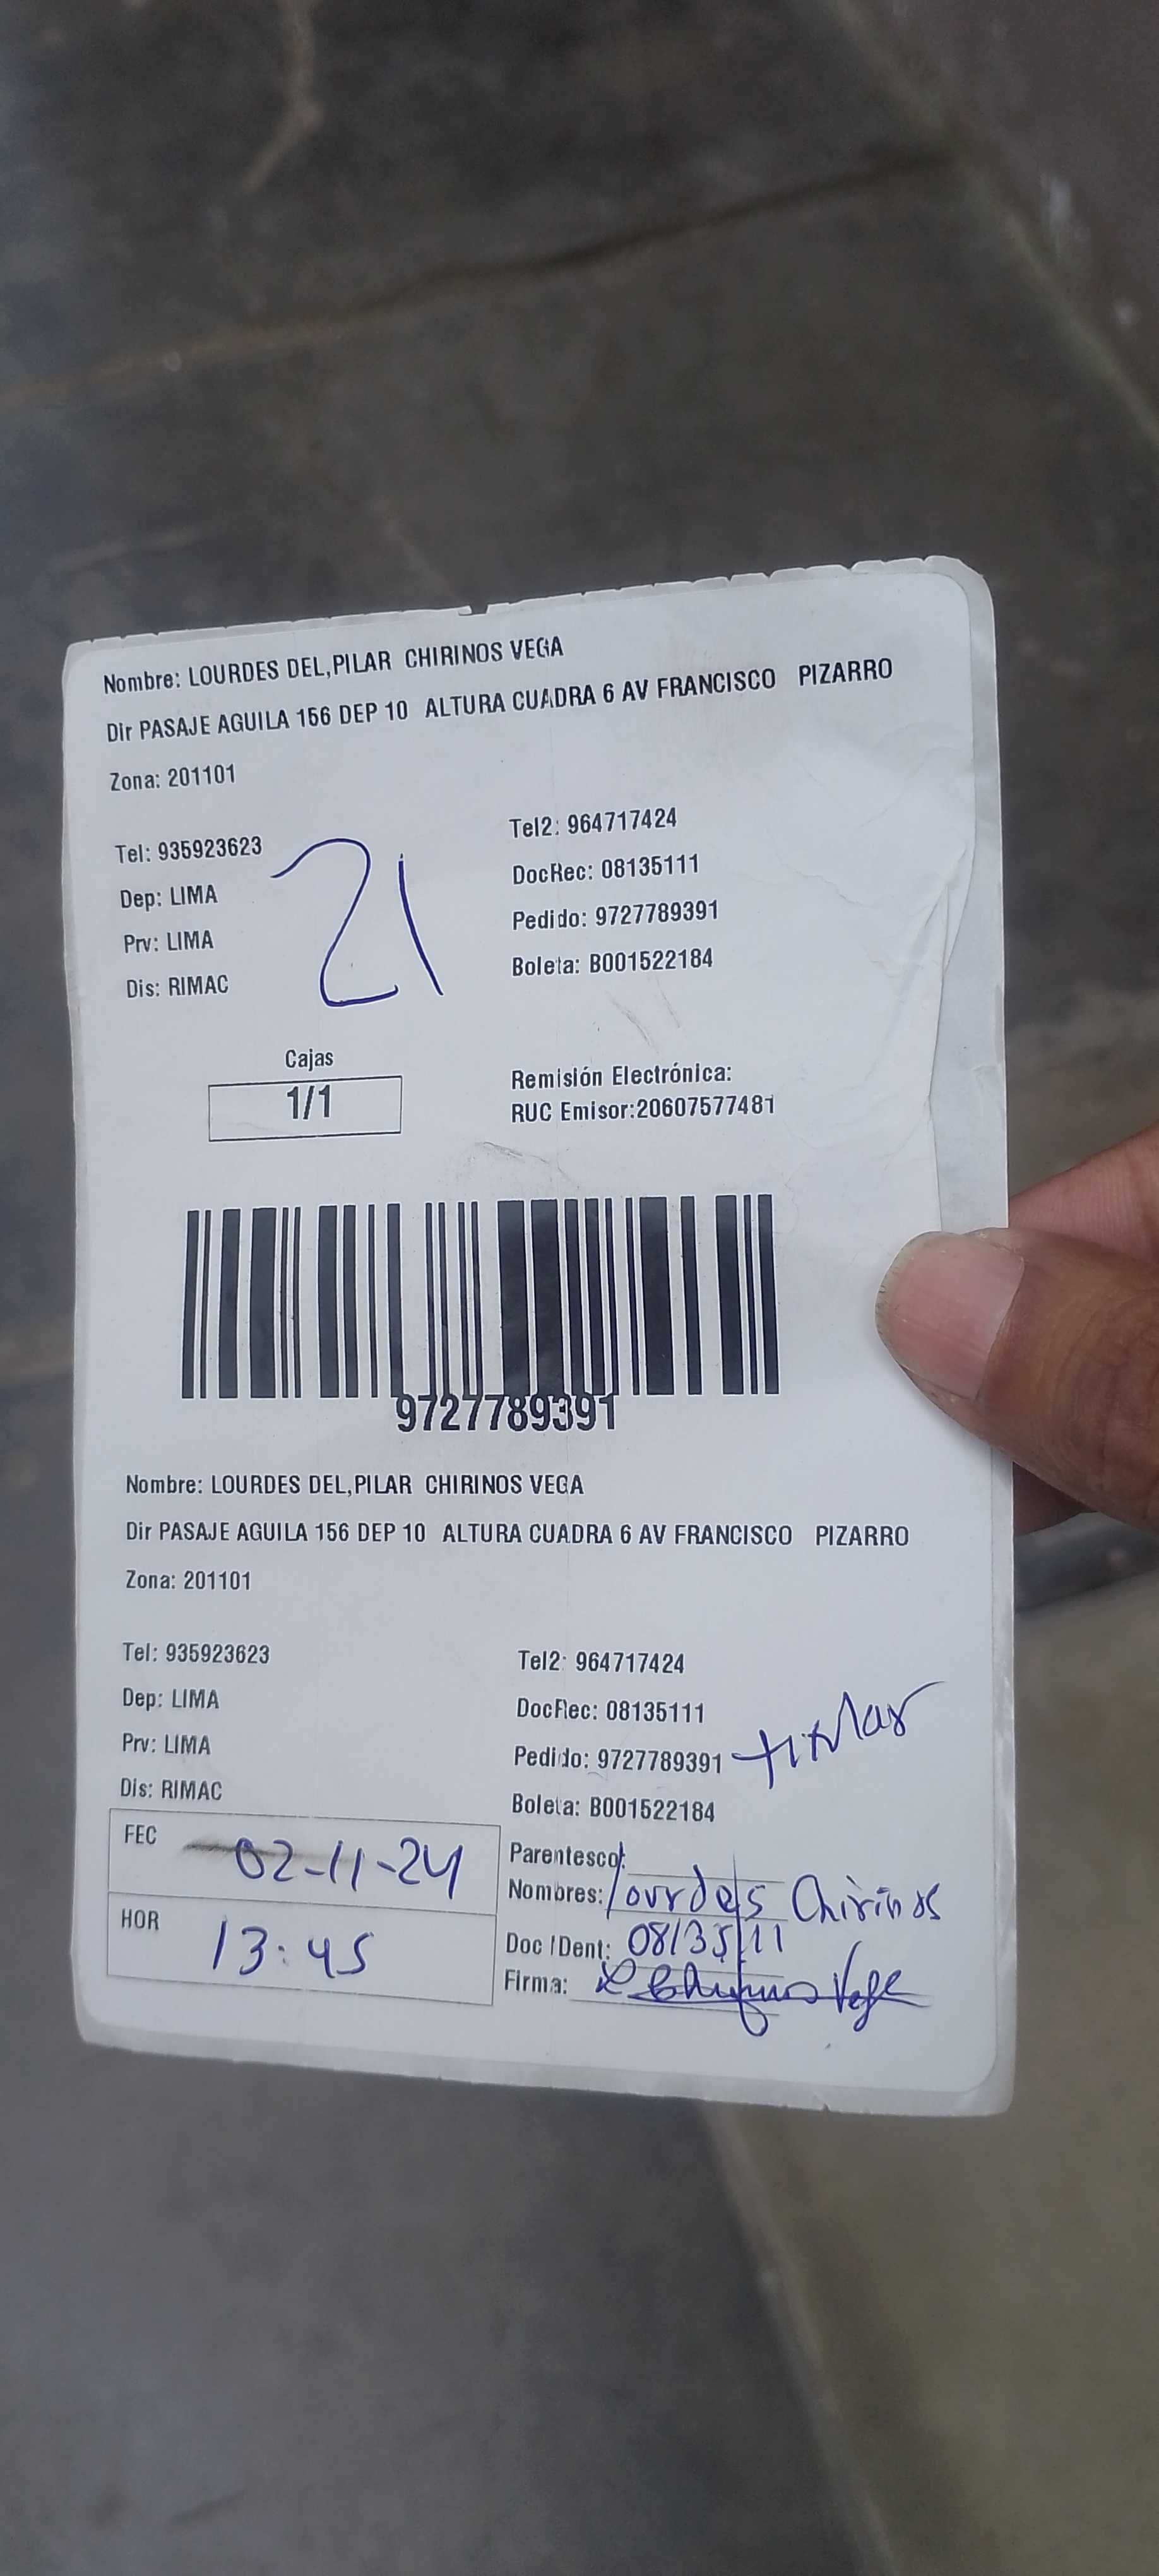 Nombre: LOURDES DEL,PILAR CHIRINOS VEGA
Dir PASAJE AGUILA 156 DEP 10 ALTURA CUADRA 6 AV FRANCISCO PIZARRO
Zona: 201101
Tel: 935923623
Dep: LIMA
Prv: LIMA
Dis: RIMAC
21
Tel2: 964717424
DocRec: 08135111
Pedido: 9727789391
Boleta: B001522184
Cajas
1/1
Remisión Electrónica:
RUC Emisor:20607577481
9727789391
Nombre: LOURDES DEL,PILAR CHIRINOS VEGA
Dir PASAJE AGUILA 156 DEP 10 ALTURA CUADRA 6 AV FRANCISCO PIZARRO
Zona: 201101
Tel: 935923623
Dep: LIMA
Prv: LIMA
Dis: RIMAC
Tel2: 964717424
DocRec: 08135111
Pedido: 9727789391 titular
Boleta: B001522184
FEC 02-11-24
HOR 13:45
Parentesco:
Nombres: Lourdes Chirinos
Doc IDent: 08135111
Firma: L Chirinos Vega